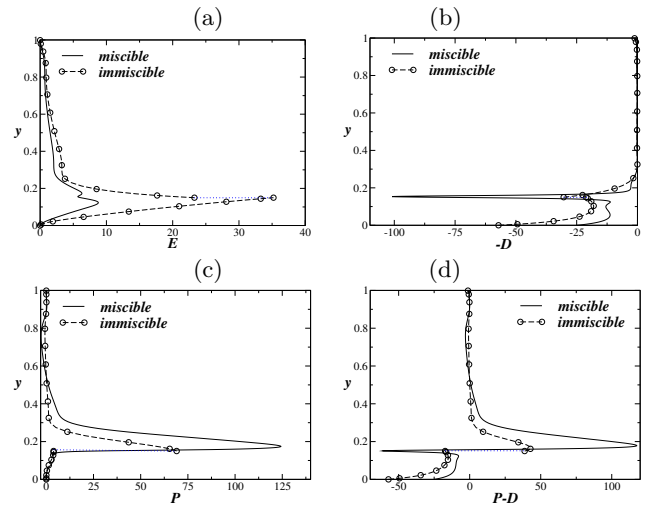 (a)
1
0.8
0.6
0.4
0.2
0
y
miscible
immiscible
0 10 20 30 40
E
(b)
1
0.8
0.6
0.4
0.2
0
y
miscible
immiscible
-100 -75 -50 -25 0
-D
(c)
1
0.8
0.6
0.4
0.2
0
y
miscible
immiscible
0 25 50 75 100 125
P
(d)
1
0.8
0.6
0.4
0.2
0
y
miscible
immiscible
-50 0 50 100
P-D